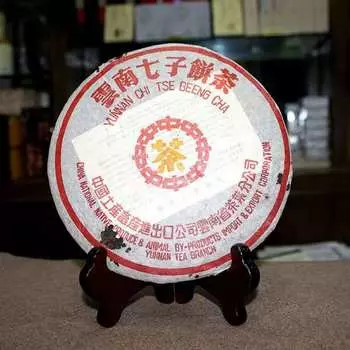 雲南七子餅茶
YUNNAN CHI TSE BEENG CHA
茶
中國土產畜產進出口公司雲南省茶葉分公司
CHINA NATIONAL NATIVE PRODUCE & ANIMAL BY-PRODUCTS IMPORT & EXPORT CORPORATION
YUNNAN TEA BRANCH